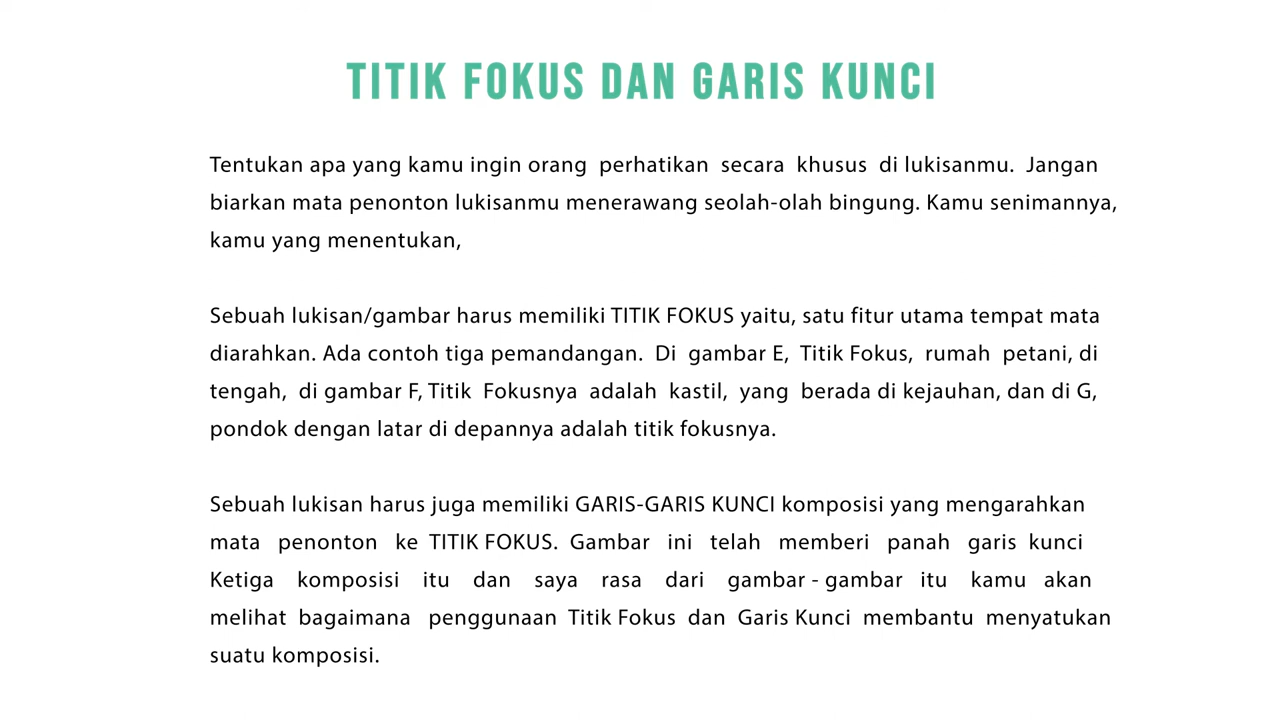 TITIK FOKUS DAN GARIS KUNCI
Tentukan apa yang kamu ingin orang perhatikan secara khusus di lukisanmu. Jangan
biarkan mata penonton lukisanmu menerawang seolah-olah bingung. Kamu senimannya,
kamu yang menentukan,
Sebuah lukisan/gambar harus memiliki TITIK FOKUS yaitu, satu fitur utama tempat mata
diarahkan. Ada contoh tiga pemandangan. Di gambar E, Titik Fokus, rumah petani, di
tengah, di gambar F, Titik Fokusnya adalah kastil, yang berada di kejauhan, dan di G,
pondok dengan latar di depannya adalah titik fokusnya.
Sebuah lukisan harus juga memiliki GARIS-GARIS KUNCI komposisi yang mengarahkan
mata penonton ke TITIK FOKUS. Gambar ini telah memberi panah garis kunci
Ketiga komposisi itu dan saya rasa dari gambar - gambar itu kamu akan
melihat bagaimana penggunaan Titik Fokus dan Garis Kunci membantu menyatukan
suatu komposisi.